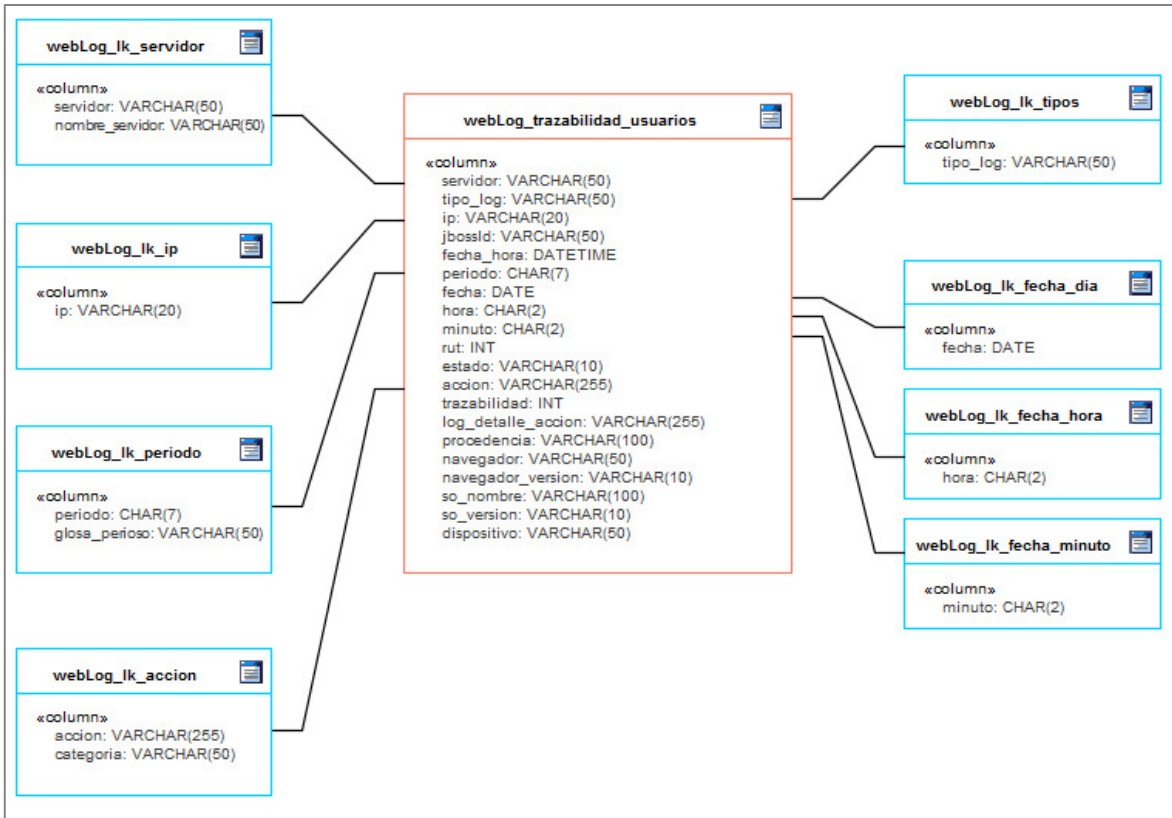 webLog_lk_servidor
«column»
servidor: VARCHAR(50)
nombre_servidor: VARCHAR(50)
webLog_lk_ip
«column»
ip: VARCHAR(20)
webLog_lk_periodo
«column»
periodo: CHAR(7)
glosa_perioso: VARCHAR(50)
webLog_lk_accion
«column»
accion: VARCHAR(255)
categoria: VARCHAR(50)
webLog_trazabilidad_usuarios
«column»
servidor: VARCHAR(50)
tipo_log: VARCHAR(50)
ip: VARCHAR(20)
jbossId: VARCHAR(50)
fecha_hora: DATETIME
periodo: CHAR(7)
fecha: DATE
hora: CHAR(2)
minuto: CHAR(2)
rut: INT
estado: VARCHAR(10)
accion: VARCHAR(255)
trazabilidad: INT
log_detalle_accion: VARCHAR(255)
procedencia: VARCHAR(100)
navegador: VARCHAR(50)
navegador_version: VARCHAR(10)
so_nombre: VARCHAR(100)
so_version: VARCHAR(10)
dispositivo: VARCHAR(50)
webLog_lk_tipos
«column»
tipo_log: VARCHAR(50)
webLog_lk_fecha_dia
«column»
fecha: DATE
webLog_lk_fecha_hora
«column»
hora: CHAR(2)
webLog_lk_fecha_minuto
«column»
minuto: CHAR(2)